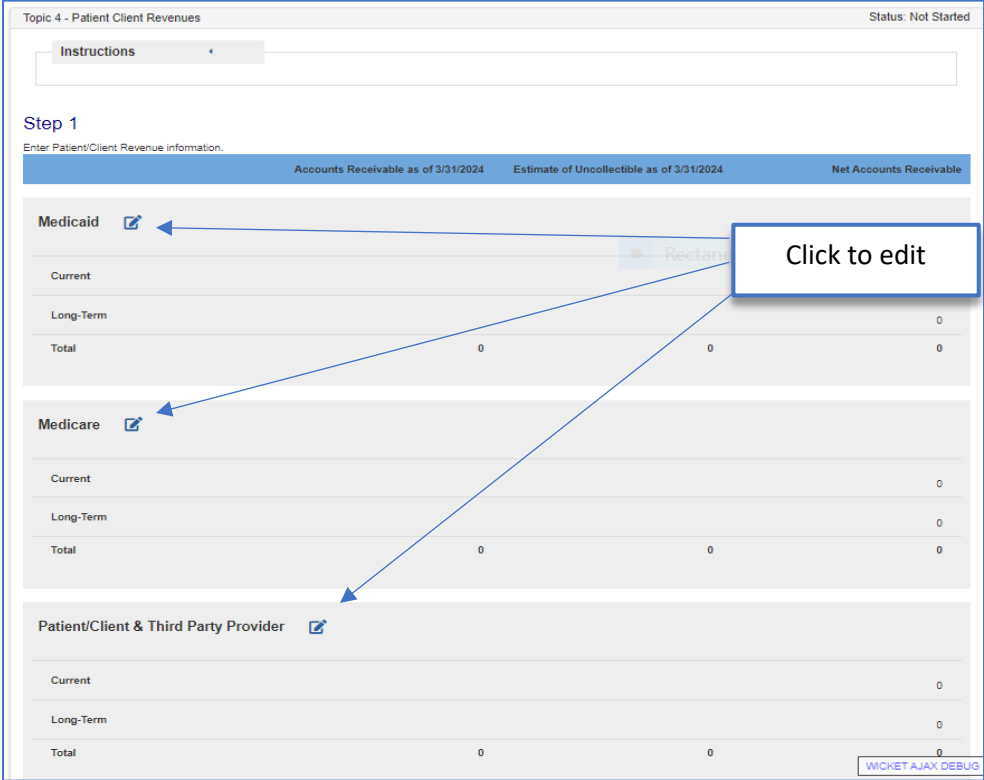 Topic 4 - Patient Client Revenues Status: Not Started
Instructions
Step 1
Enter Patient/Client Revenue information.
Accounts Receivable as of 3/31/2024 Estimate of Uncollectible as of 3/31/2024 Net Accounts Receivable
Medicaid
Click to edit
Current
Long-Term 0
Total 0 0 0
Medicare
Current 0
Long-Term 0
Total 0 0 0
Patient/Client & Third Party Provider
Current 0
Long-Term 0
Total 0 0 0
WICKET AJAX DEBUG